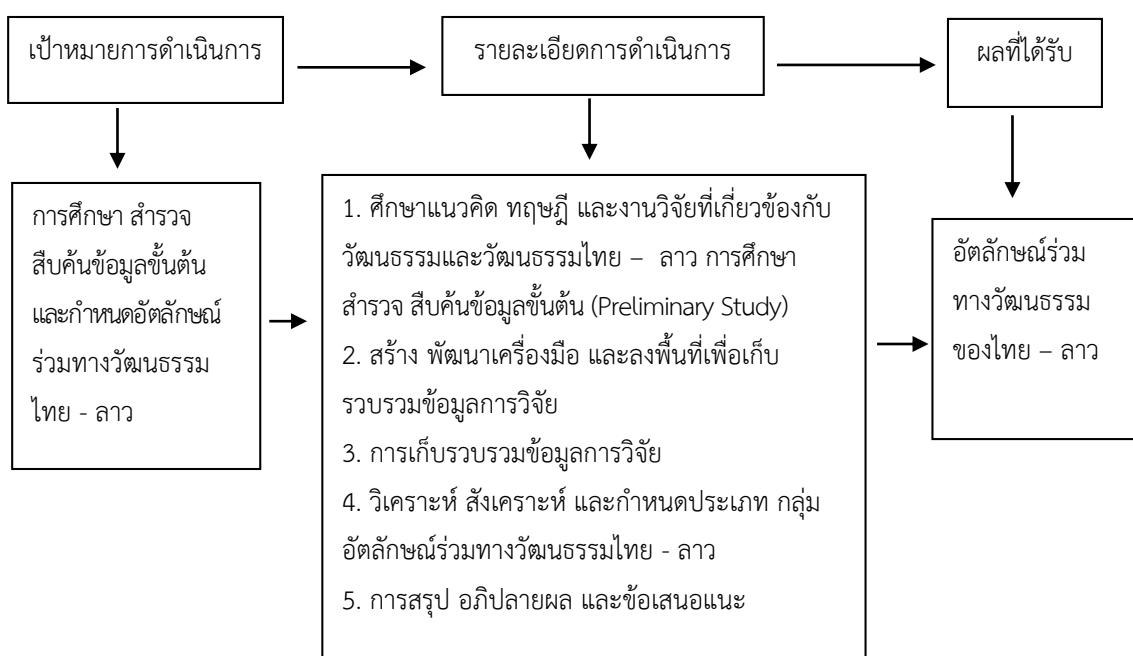 เป้าหมายการดำเนินการ
รายละเอียดการดำเนินการ
ผลที่ได้รับ
การศึกษา สำรวจ
สืบค้นข้อมูลขั้นต้น
และกำหนดอัตลักษณ์
ร่วมทางวัฒนธรรม
ไทย - ลาว
1. ศึกษาแนวคิด ทฤษฎี และงานวิจัยที่เกี่ยวข้องกับ
วัฒนธรรมและวัฒนธรรมไทย – ลาว การศึกษา
สำรวจ สืบค้นข้อมูลขั้นต้น (Preliminary Study)
2. สร้าง พัฒนาเครื่องมือ และลงพื้นที่เพื่อเก็บ
รวบรวมข้อมูลการวิจัย
3. การเก็บรวบรวมข้อมูลการวิจัย
4. วิเคราะห์ สังเคราะห์ และกำหนดประเภท กลุ่ม
อัตลักษณ์ร่วมทางวัฒนธรรมไทย - ลาว
5. การสรุป อภิปลายผล และข้อเสนอแนะ
อัตลักษณ์ร่วม
ทางวัฒนธรรม
ของไทย – ลาว